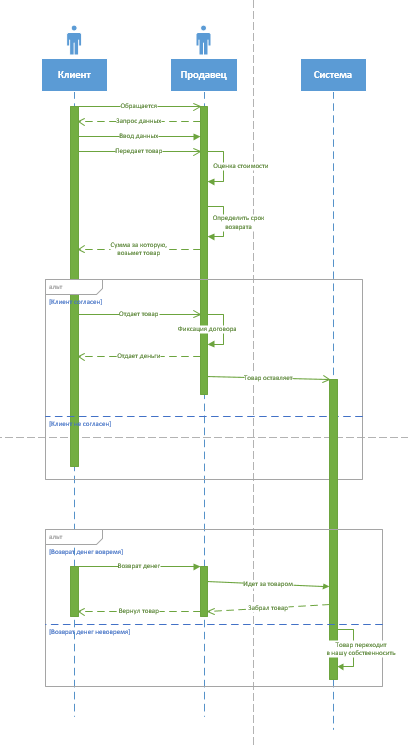 Клиент
Продавец
Система
Обращается
Запрос данных
Ввод данных
Передает товар
Оценка стоимости
Определить срок
возврата
Сумма за которую,
возьмет товар
альт
[Клиент согласен]
Отдает товар
Фиксация договора
Отдает деньги
Товар оставляет
[Клиент не согласен]
альт
[Возврат денег вовремя]
Возврат денег
Идет за товаром
Забрал товар
Вернул товар
[Возврат денег невовремя]
Товар переходит
в нашу собственность